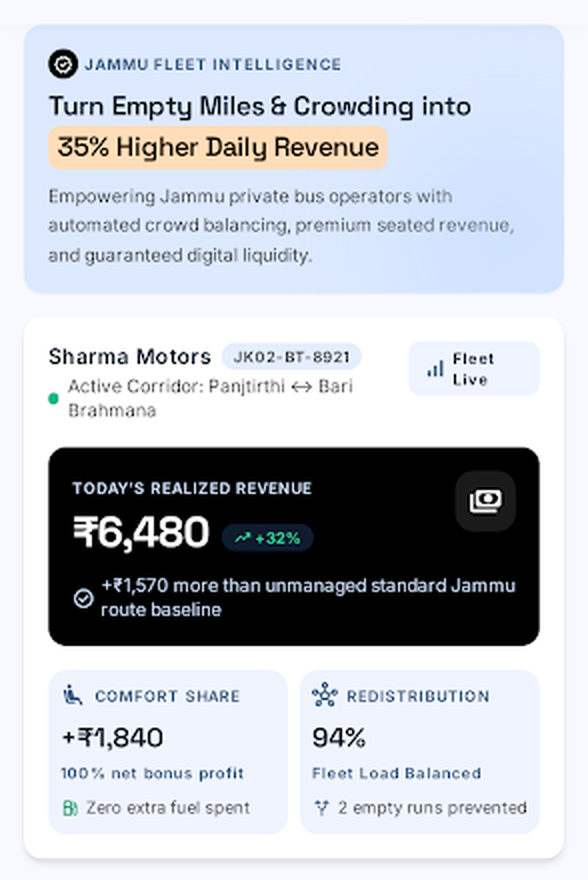 JAMMU FLEET INTELLIGENCE
Turn Empty Miles & Crowding into
35% Higher Daily Revenue
Empowering Jammu private bus operators with
automated crowd balancing, premium seated revenue,
and guaranteed digital liquidity.
Sharma Motors JK02-BT-8921
Fleet
Live
Active Corridor: Panjtirthi ↔ Bari
Brahmana
TODAY'S REALIZED REVENUE
₹6,480 +32%
+₹1,570 more than unmanaged standard Jammu
route baseline
COMFORT SHARE
+₹1,840
100% net bonus profit
Zero extra fuel spent
REDISTRIBUTION
94%
Fleet Load Balanced
2 empty runs prevented